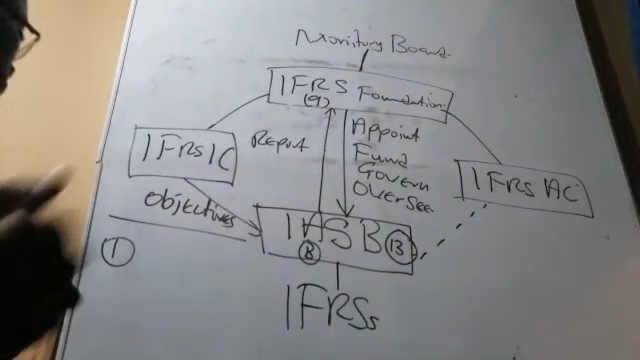 Monitoring Board
IFRS Foundation
IFRS IC
Report
Appoint
Fund
Govern
Oversee
IFRS AC
Objectives
IASB
13
8
1
IFRSs